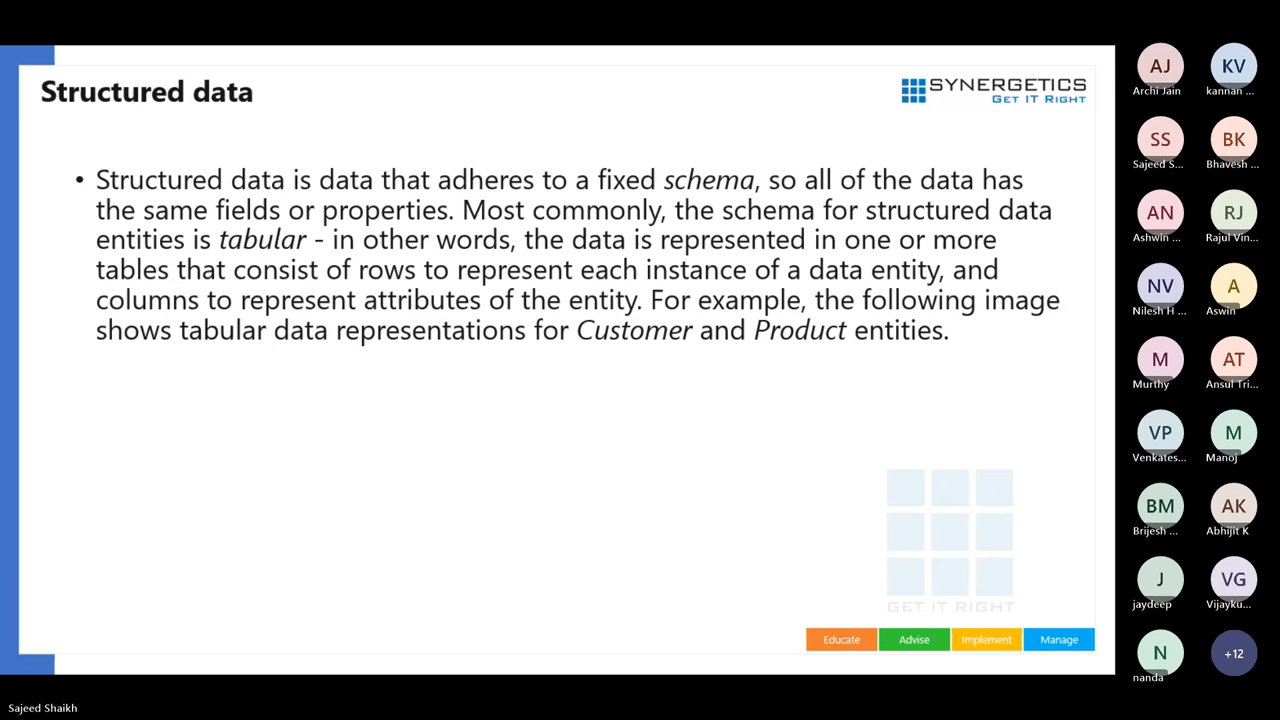 Structured data
SYNERGETICS
GET IT RIGHT
• Structured data is data that adheres to a fixed schema, so all of the data has
the same fields or properties. Most commonly, the schema for structured data
entities is tabular - in other words, the data is represented in one or more
tables that consist of rows to represent each instance of a data entity, and
columns to represent attributes of the entity. For example, the following image
shows tabular data representations for Customer and Product entities.
GET IT RIGHT
Educate Advise Implement Manage
AJ KV
Archi Jain kannan ...
SS BK
Sajeed S... Bhavesh ...
AN RJ
Ashwin ... Rajul Vin...
NV A
Nilesh H ... Aswin
M AT
Murthy Ansul Tri...
VP M
Venkates... Manoj
BM AK
Brijesh ... Abhijit K
J VG
jaydeep Vijayku...
N +12
nanda
Sajeed Shaikh